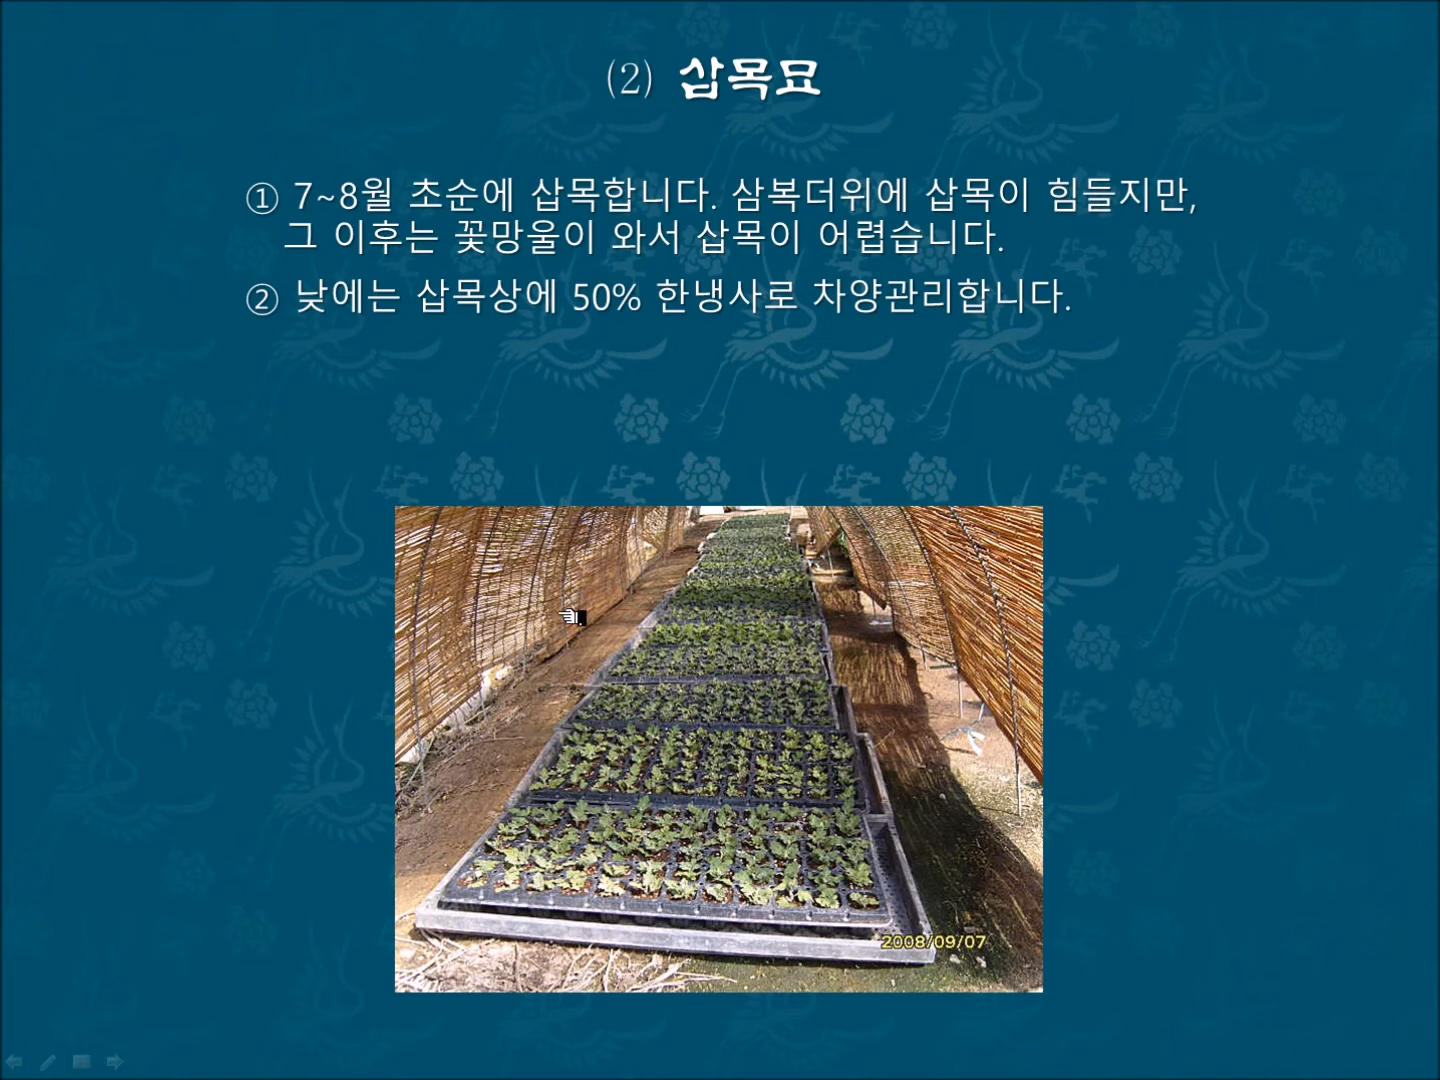 (2) 삽목묘
① 7~8월 초순에 삽목합니다. 삼복더위에 삽목이 힘들지만,
그 이후는 꽃망울이 와서 삽목이 어렵습니다.
② 낮에는 삽목상에 50% 한냉사로 차양관리합니다.
2008/09/07